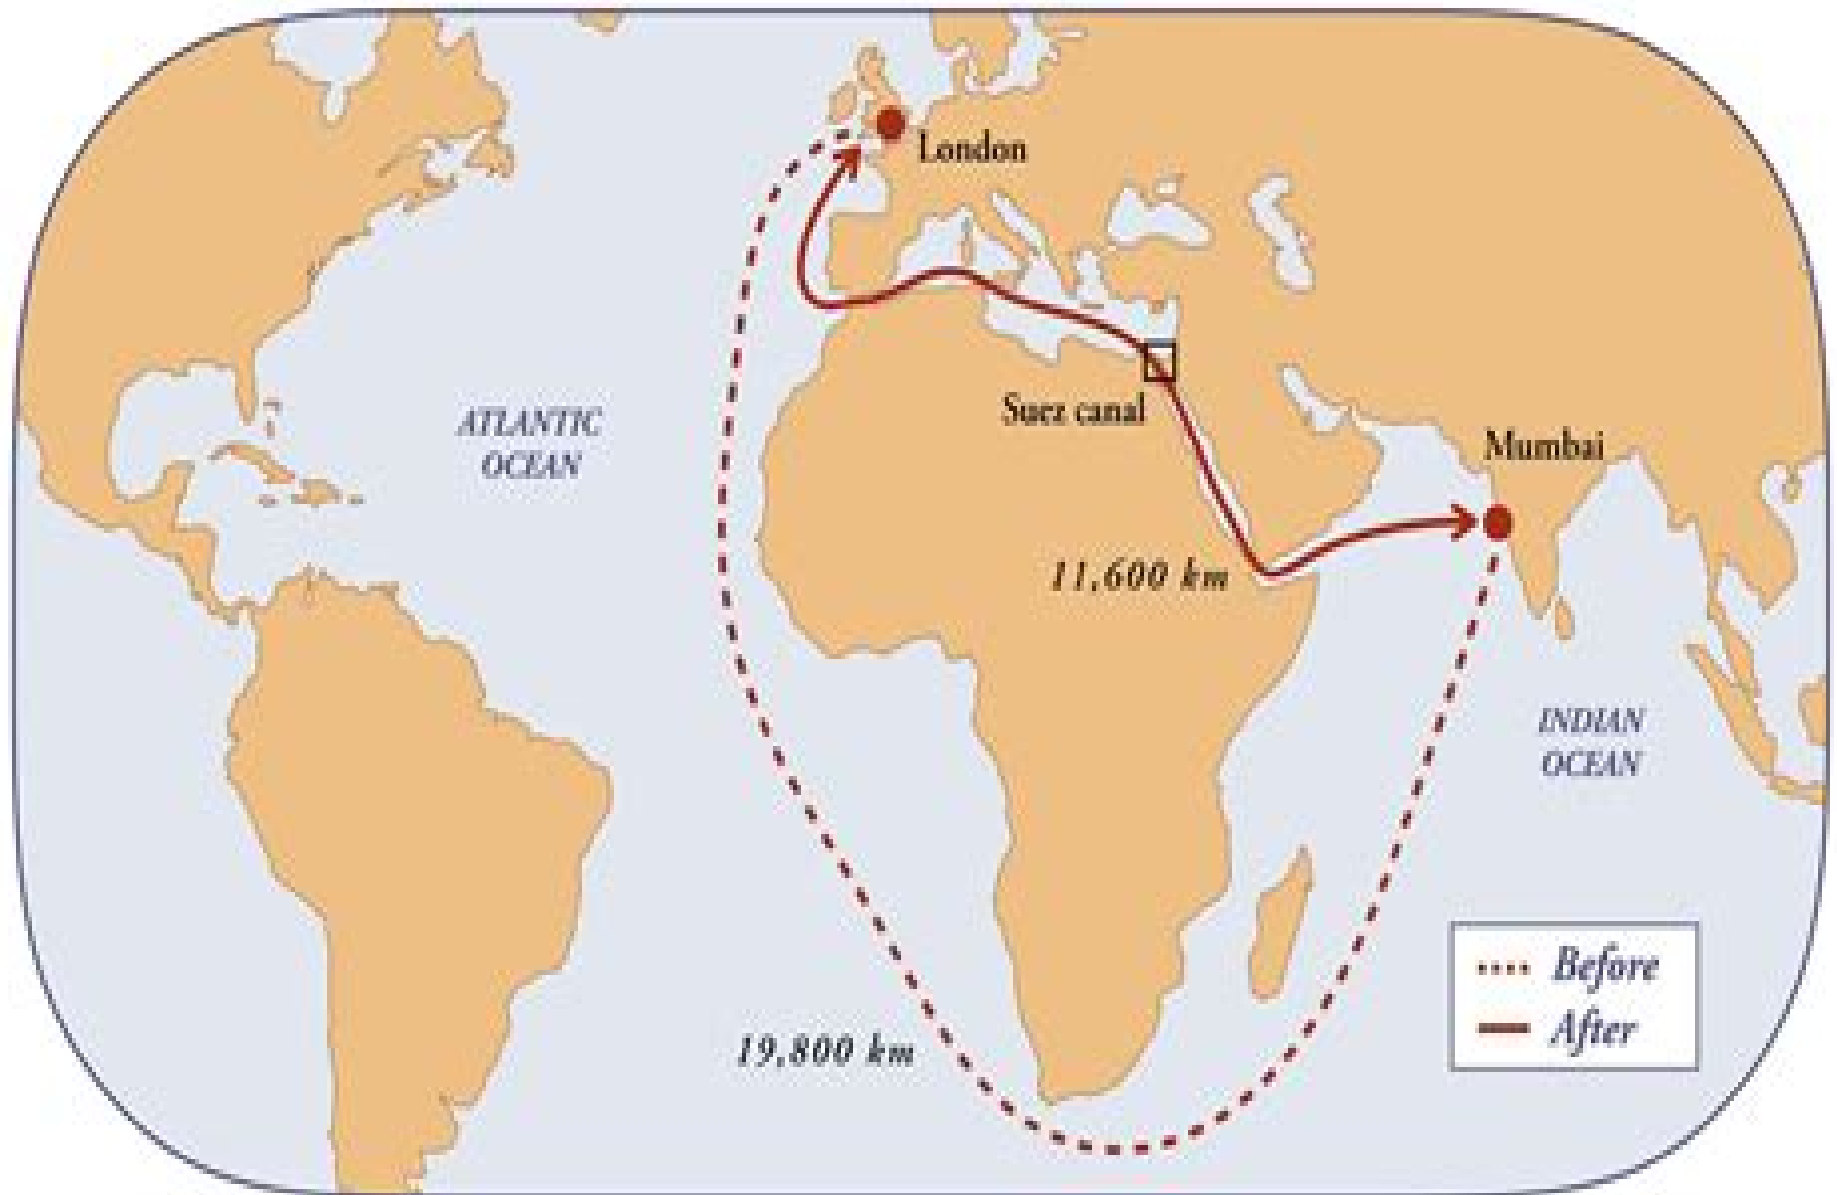 London
ATLANTIC
OCEAN
Suez canal
Mumbai
11,600 km
INDIAN
OCEAN
19,800 km
Before
After